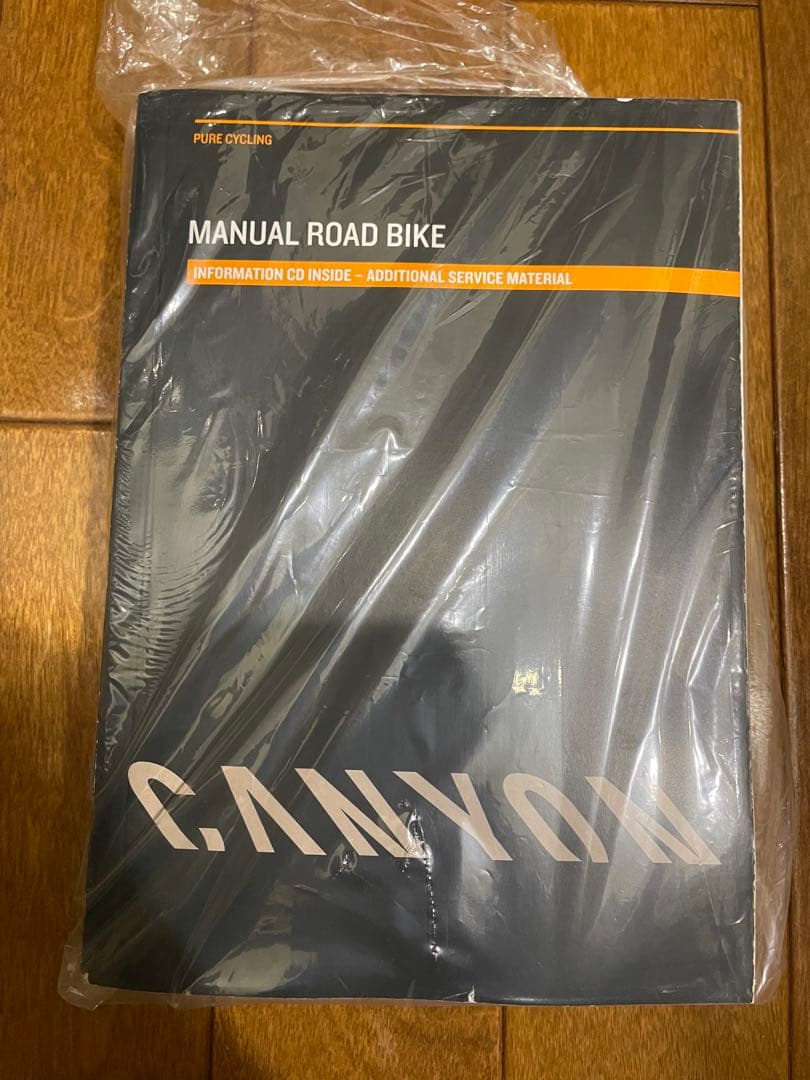 PURE CYCLING
MANUAL ROAD BIKE
INFORMATION CD INSIDE – ADDITIONAL SERVICE MATERIAL
CANYON